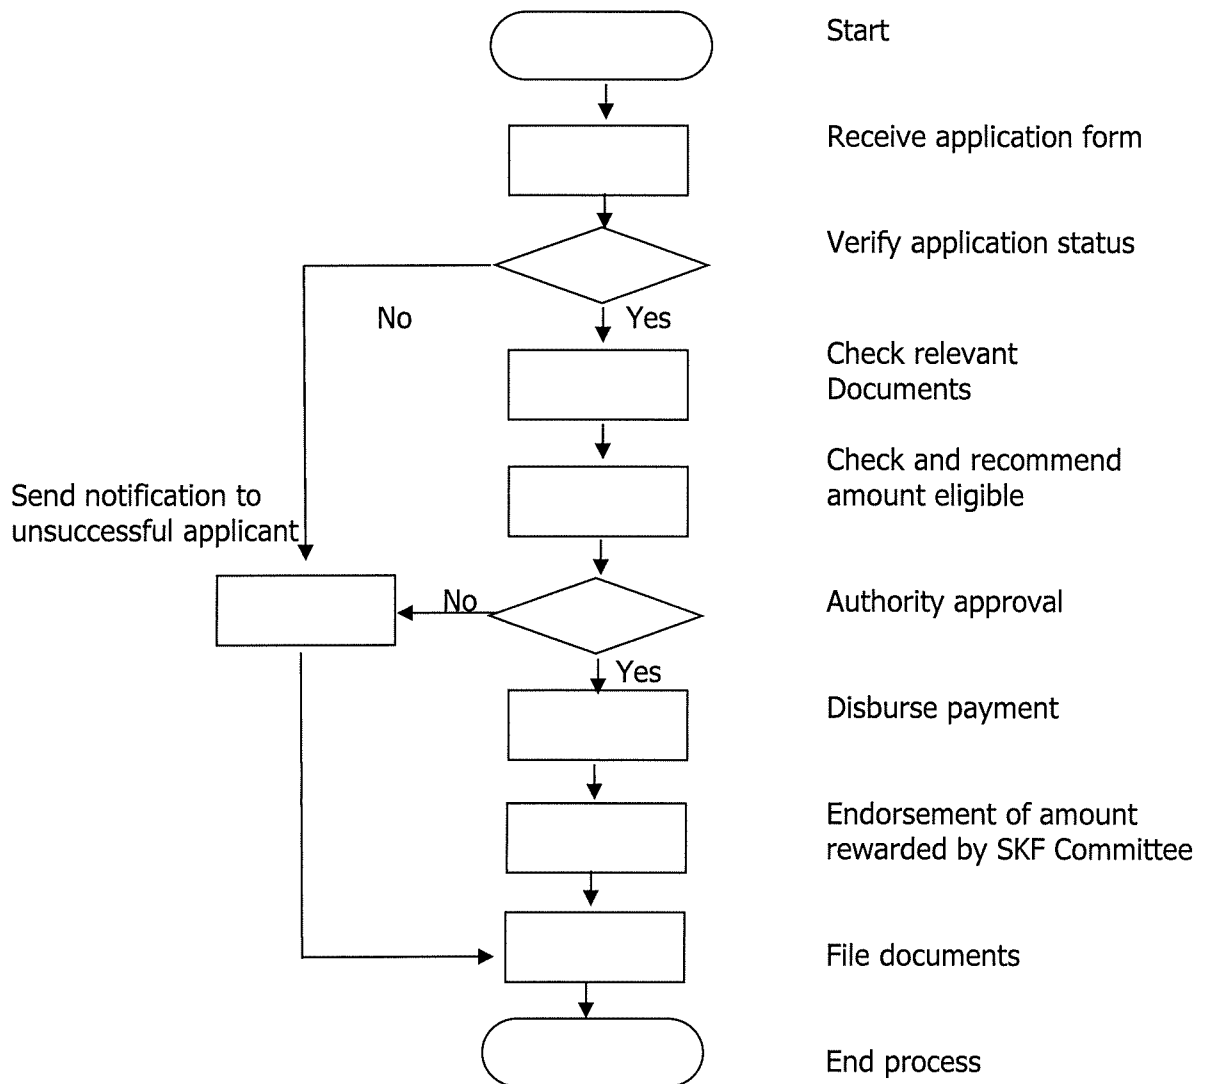 Start
Receive application form
Verify application status
No
Yes
Check relevant
Documents
Check and recommend
amount eligible
Send notification to
unsuccessful applicant
No
Authority approval
Yes
Disburse payment
Endorsement of amount
rewarded by SKF Committee
File documents
End process